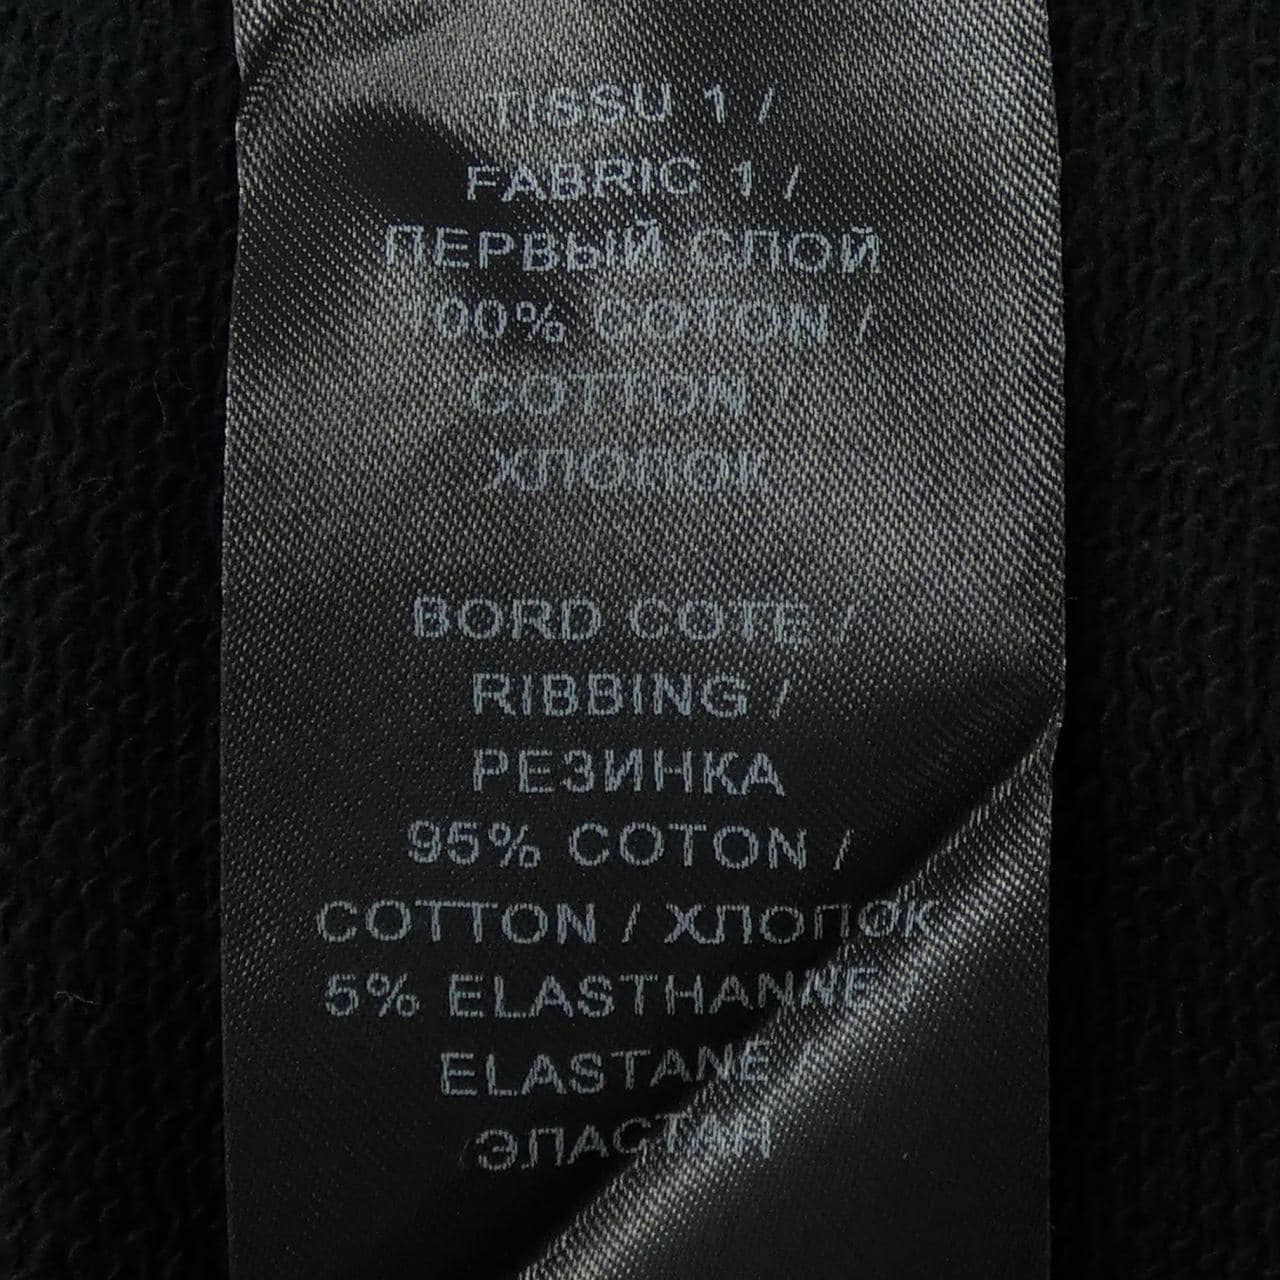 TISSU 1 /
FABRIC 1 /
ПЕРВЫЙ СЛОЙ
100% COTON /
COTTON
ХЛОПОК
BORD COTE /
RIBBING /
РЕЗИНКА
95% COTON /
COTTON / ХЛОПОК
5% ELASTHANNE /
ELASTANE /
ЭЛАСТАН